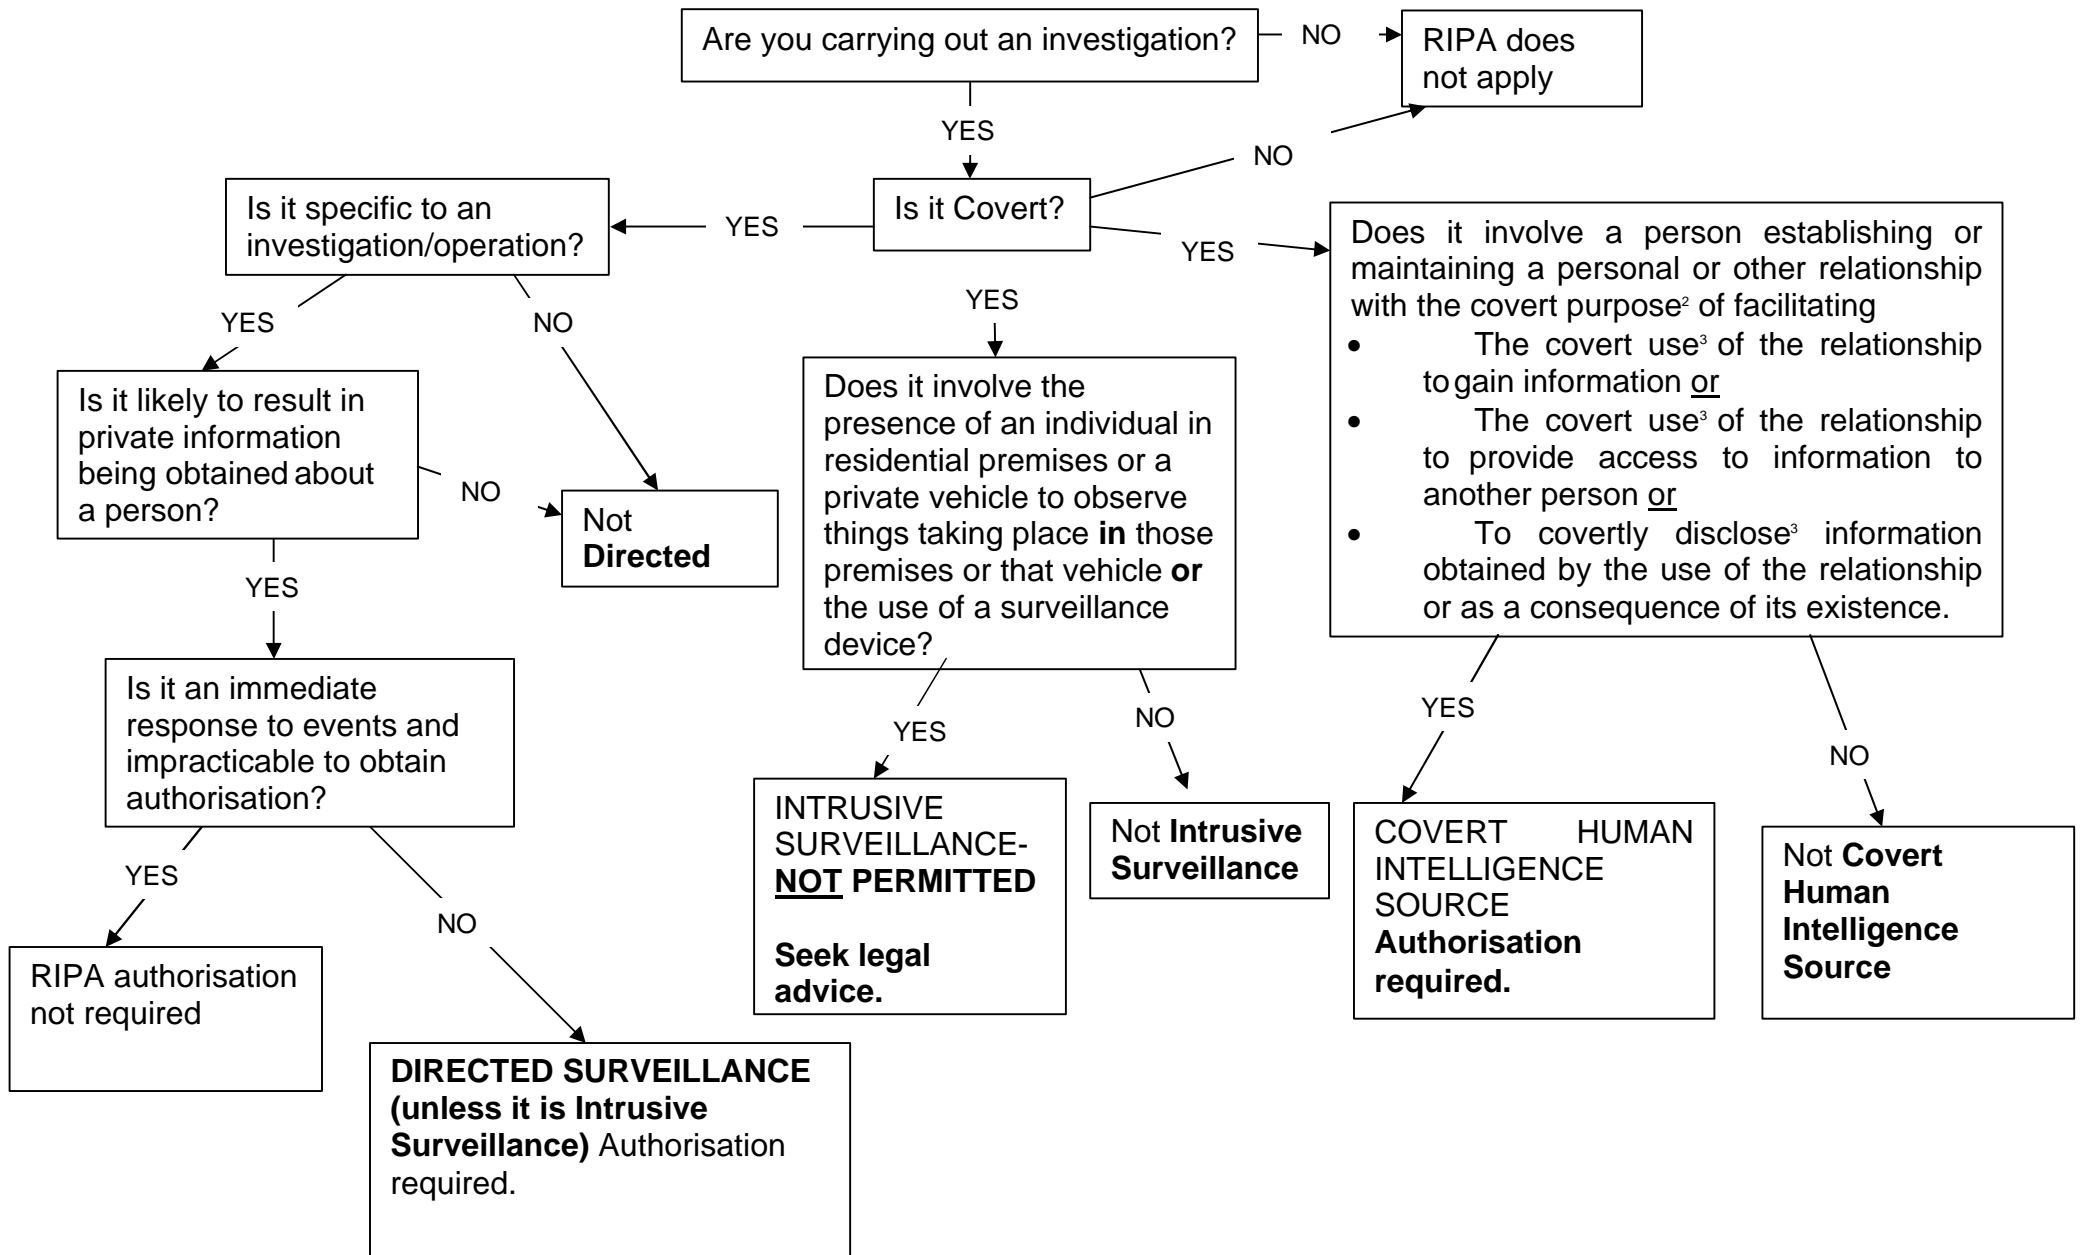 Are you carrying out an investigation?
NO
RIPA does
not apply
YES
NO
Is it specific to an
investigation/operation?
YES
Is it Covert?
YES
Does it involve a person establishing or
maintaining a personal or other relationship
with the covert purpose² of facilitating
• The covert use³ of the relationship
to gain information or
• The covert use³ of the relationship
to provide access to information to
another person or
• To covertly disclose³ information
obtained by the use of the relationship
or as a consequence of its existence.
YES
NO
YES
Is it likely to result in
private information
being obtained about
a person?
NO
Not
Directed
Does it involve the
presence of an individual in
residential premises or a
private vehicle to observe
things taking place in those
premises or that vehicle or
the use of a surveillance
device?
YES
Is it an immediate
response to events and
impracticable to obtain
authorisation?
YES
NO
YES
NO
YES
NO
RIPA authorisation
not required
DIRECTED SURVEILLANCE
(unless it is Intrusive
Surveillance) Authorisation
required.
INTRUSIVE
SURVEILLANCE-
NOT PERMITTED
Seek legal
advice.
Not Intrusive
Surveillance
COVERT HUMAN
INTELLIGENCE
SOURCE
Authorisation
required.
Not Covert
Human
Intelligence
Source